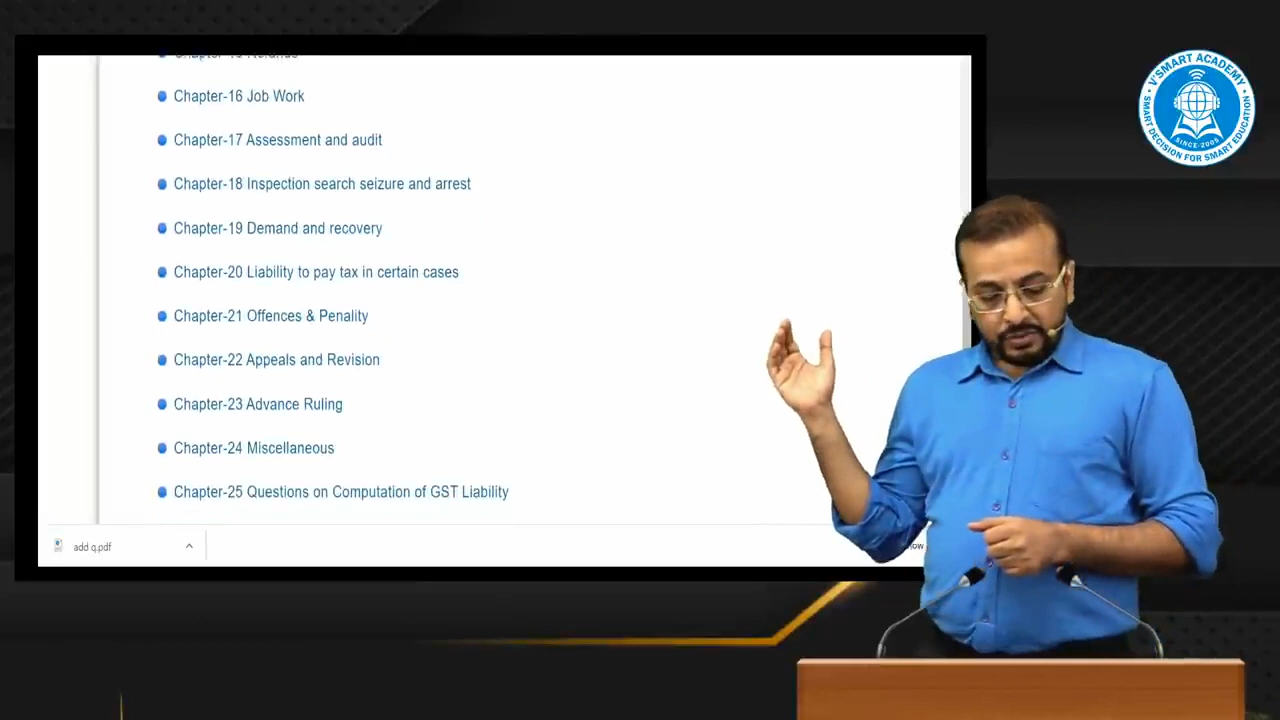 Chapter-16 Job Work
Chapter-17 Assessment and audit
Chapter-18 Inspection search seizure and arrest
Chapter-19 Demand and recovery
Chapter-20 Liability to pay tax in certain cases
Chapter-21 Offences & Penality
Chapter-22 Appeals and Revision
Chapter-23 Advance Ruling
Chapter-24 Miscellaneous
Chapter-25 Questions on Computation of GST Liability
add q.pdf
V'SMART ACADEMY
SMART DECISION FOR SMART EDUCATION
SINCE-2005